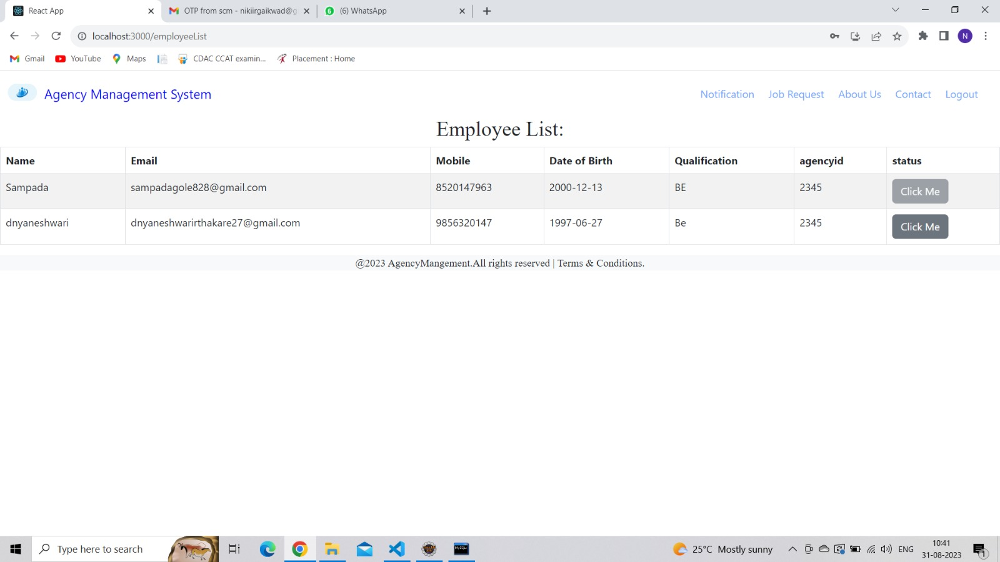 React App
OTP from scm - nikiirgaikwad@g
(6) WhatsApp
localhost:3000/employeeList
N
Gmail
YouTube
Maps
CDAC CCAT examin...
Placement : Home
Agency Management System
Notification
Job Request
About Us
Contact
Logout
Employee List:
Name Email Mobile Date of Birth Qualification agencyid status
Sampada sampadagole828@gmail.com 8520147963 2000-12-13 BE 2345 Click Me
dnyaneshwari dnyaneshwarirthakare27@gmail.com 9856320147 1997-06-27 Be 2345 Click Me
@2023 AgencyMangement.All rights reserved | Terms & Conditions.
Type here to search
25°C Mostly sunny
ENG
10:41
31-08-2023
1